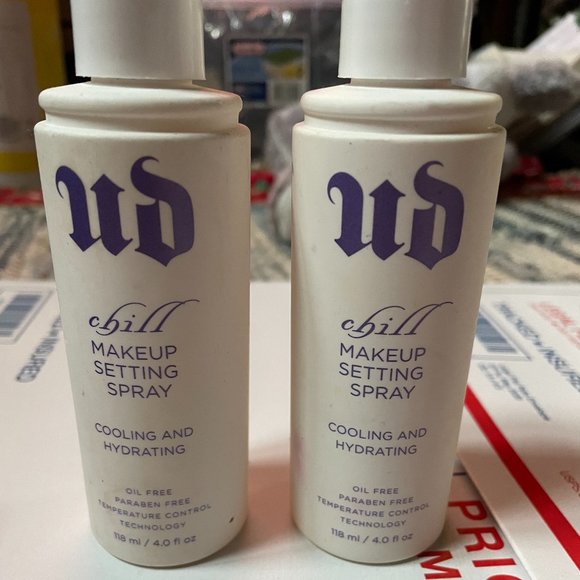 UD
chill
MAKEUP
SETTING
SPRAY
COOLING AND
HYDRATING
OIL FREE
PARABEN FREE
TEMPERATURE CONTROL
TECHNOLOGY
118 ml / 4.0 fl oz
UD
chill
MAKEUP
SETTING
SPRAY
COOLING AND
HYDRATING
OIL FREE
PARABEN FREE
TEMPERATURE CONTROL
TECHNOLOGY
118 ml / 4.0 fl oz
TRACKED